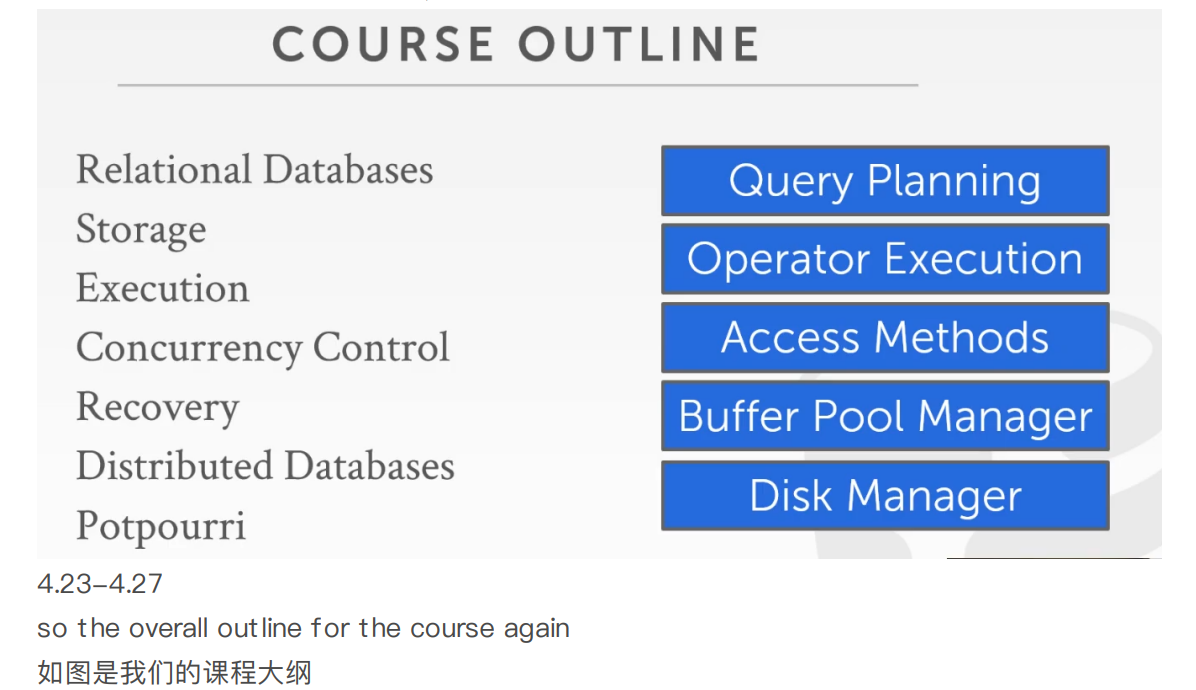 COURSE OUTLINE
Relational Databases
Storage
Execution
Concurrency Control
Recovery
Distributed Databases
Potpourri
Query Planning
Operator Execution
Access Methods
Buffer Pool Manager
Disk Manager
4.23–4.27
so the overall outline for the course again
如图是我们的课程大纲